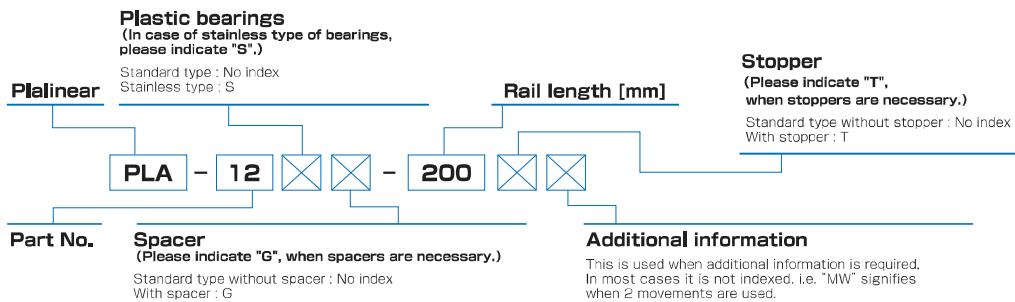 Plastic bearings
(In case of stainless type of bearings,
please indicate "S".)
Standard type : No index
Stainless type : S
Plalinear
Rail length [mm]
Stopper
(Please indicate "T",
when stoppers are necessary.)
Standard type without stopper : No index
With stopper : T
PLA - 12 - 200
Part No.
Spacer
(Please indicate "G", when spacers are necessary.)
Standard type without spacer : No index
With spacer : G
Additional information
This is used when additional information is required.
In most cases it is not indexed. i.e. "MW" signifies
when 2 movements are used.